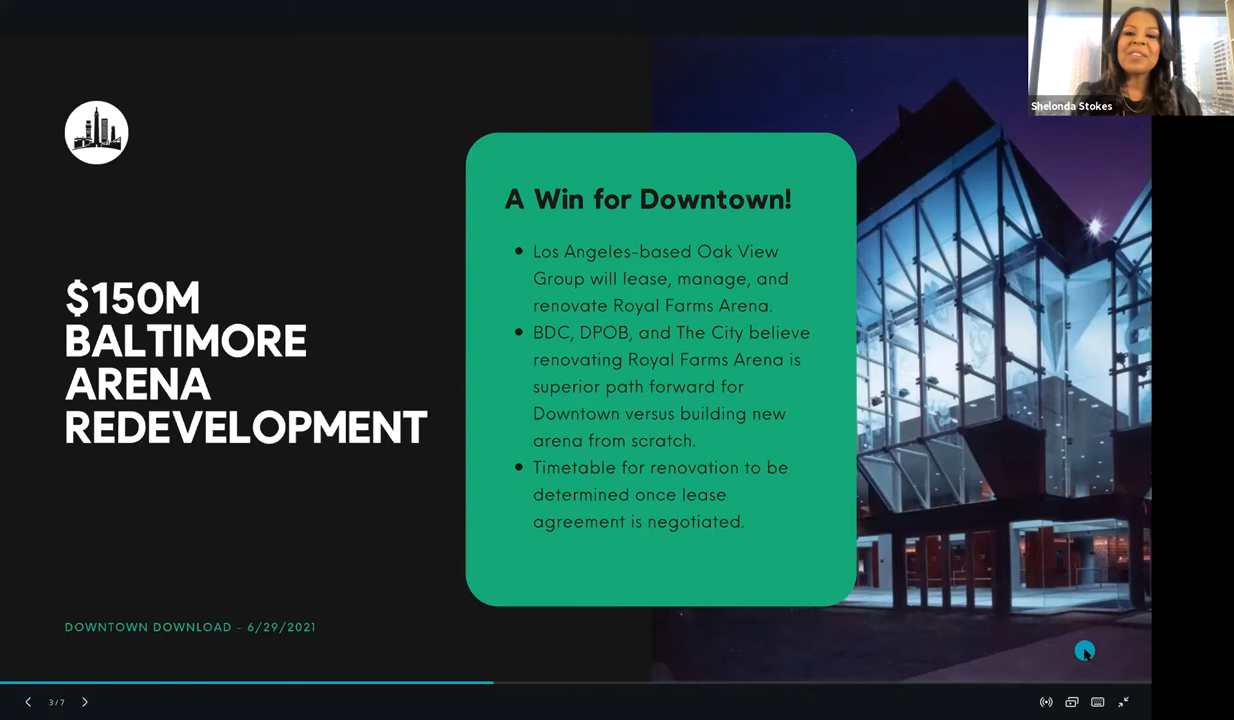 Shelonda Stokes
$150M
BALTIMORE
ARENA
REDEVELOPMENT
A Win for Downtown!
• Los Angeles-based Oak View
Group will lease, manage, and
renovate Royal Farms Arena.
• BDC, DPOB, and The City believe
renovating Royal Farms Arena is
superior path forward for
Downtown versus building new
arena from scratch.
• Timetable for renovation to be
determined once lease
agreement is negotiated.
DOWNTOWN DOWNLOAD - 6/29/2021
3/7